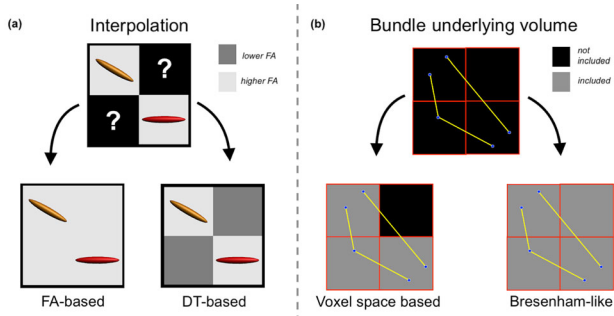 (a)
Interpolation
?
?
lower FA
higher FA
FA-based
DT-based
(b)
Bundle underlying volume
not
included
included
Voxel space based
Bresenham-like